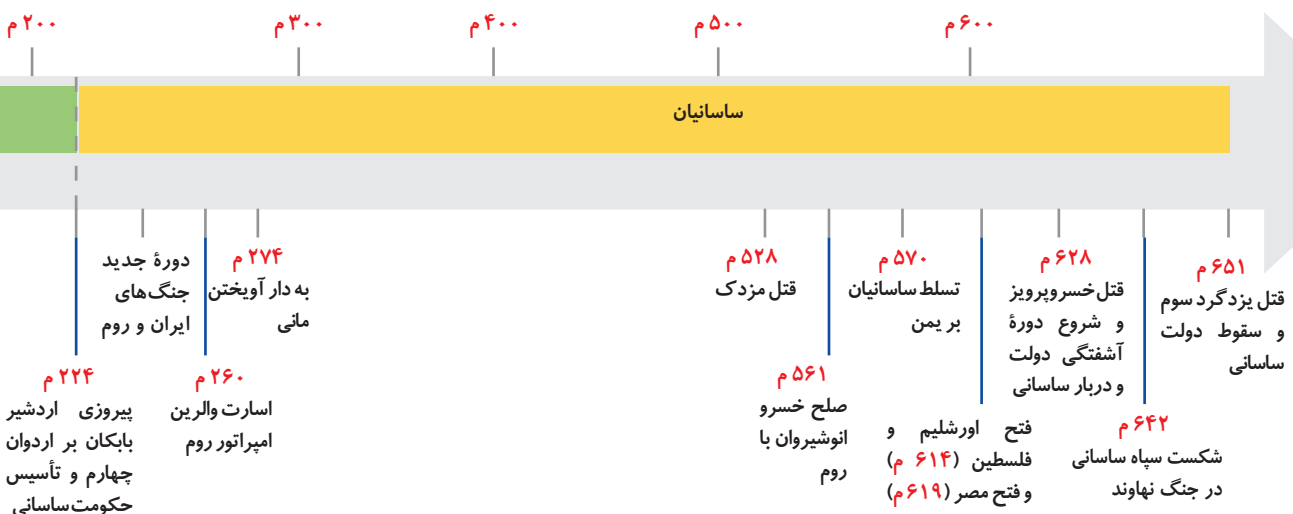 ۲۰۰ م
۳۰۰ م
۴۰۰ م
۵۰۰ م
۶۰۰ م
ساسانیان
۲۲۴ م
پیروزی اردشیر
بابکان بر اردوان
چهارم و تأسیس
حکومت ساسانی
دورهٔ جدید
جنگ‌های
ایران و روم
۲۶۰ م
اسارت والرین
امپراتور روم
۲۷۴ م
به دار آویختن
مانی
۵۲۸ م
قتل مزدک
۵۶۱ م
صلح خسرو
انوشیروان با
روم
۵۷۰ م
تسلط ساسانیان
بر یمن
فتح اورشلیم و
فلسطین (۶۱۴ م)
و فتح مصر (۶۱۹ م)
۶۲۸ م
قتل خسروپرویز
و شروع دورهٔ
آشفتگی دولت
و دربار ساسانی
۶۴۲ م
شکست سپاه ساسانی
در جنگ نهاوند
۶۵۱ م
قتل یزدگرد سوم
و سقوط دولت
ساسانی